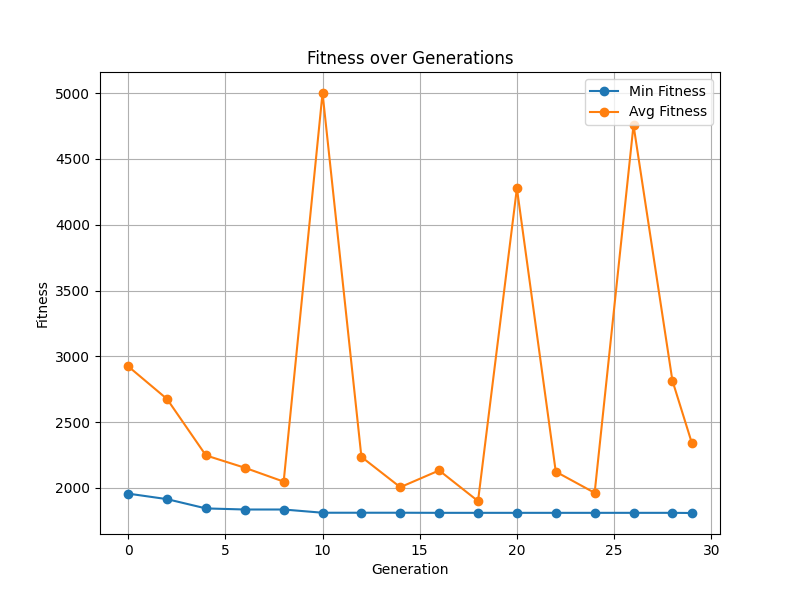 Fitness over Generations
Min Fitness
Avg Fitness
5000
4500
4000
3500
3000
2500
2000
Fitness
0 5 10 15 20 25 30
Generation